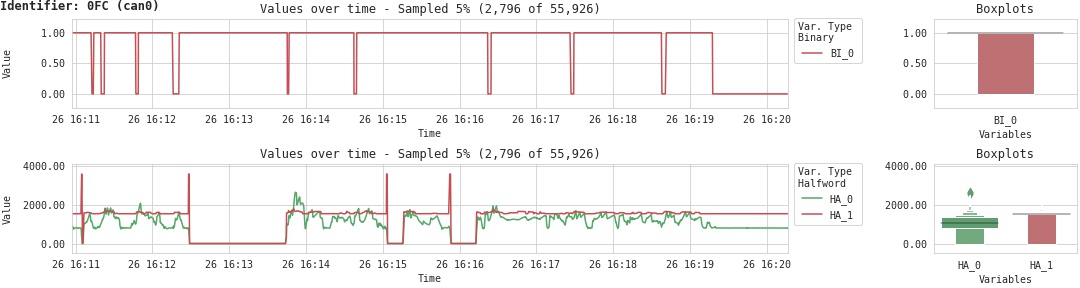 Identifier: 0FC (can0)
Values over time - Sampled 5% (2,796 of 55,926)
Value
1.00
0.50
0.00
26 16:11 26 16:12 26 16:13 26 16:14 26 16:15 26 16:16 26 16:17 26 16:18 26 16:19 26 16:20
Time
Var. Type
Binary
BI_0
Boxplots
1.00
0.50
0.00
BI_0
Variables
Values over time - Sampled 5% (2,796 of 55,926)
Value
4000.00
2000.00
0.00
26 16:11 26 16:12 26 16:13 26 16:14 26 16:15 26 16:16 26 16:17 26 16:18 26 16:19 26 16:20
Time
Var. Type
Halfword
HA_0
HA_1
Boxplots
4000.00
2000.00
0.00
HA_0 HA_1
Variables